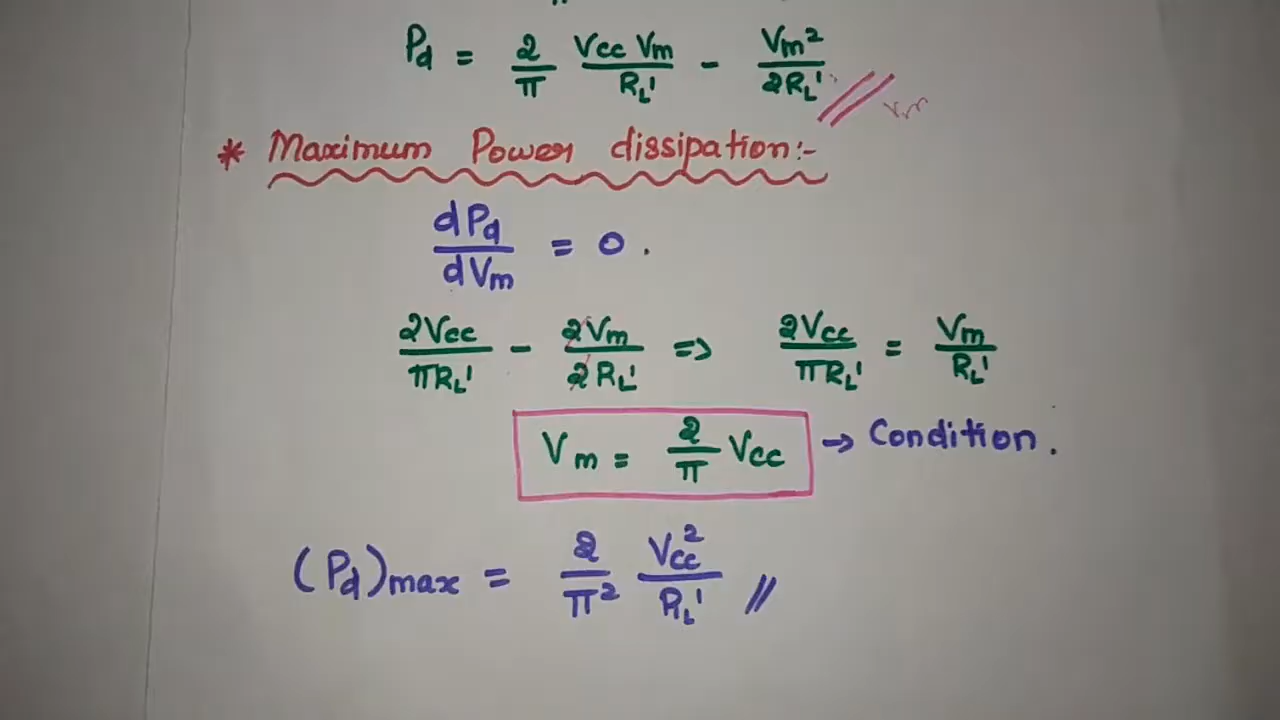 Pd = 2/π Vcc Vm/RL' - Vm²/2RL' //
* Maximum Power dissipation:-
dPd/dVm = 0.
2Vcc/πRL' - 2Vm/2RL' => 2Vcc/πRL' = Vm/RL'
Vm = 2/π Vcc → Condition.
(Pd)max = 2/π² Vcc²/RL' //